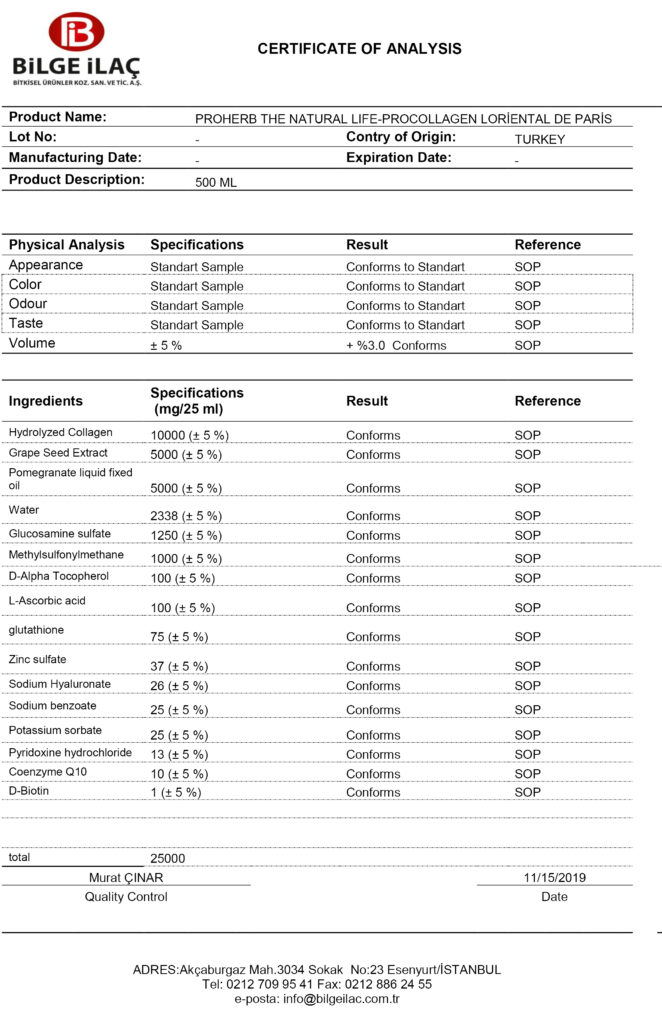 BiLGE iLAÇ
BİTKİSEL ÜRÜNLER KOZ. SAN. VE TİC. A.Ş.
CERTIFICATE OF ANALYSIS
Product Name: PROHERB THE NATURAL LIFE-PROCOLLAGEN LORİENTAL DE PARİS
Lot No: - Contry of Origin: TURKEY
Manufacturing Date: - Expiration Date: -
Product Description: 500 ML
Physical Analysis Specifications Result Reference
Appearance Standart Sample Conforms to Standart SOP
Color Standart Sample Conforms to Standart SOP
Odour Standart Sample Conforms to Standart SOP
Taste Standart Sample Conforms to Standart SOP
Volume ± 5 % + %3.0 Conforms SOP
Ingredients Specifications (mg/25 ml) Result Reference
Hydrolyzed Collagen 10000 (± 5 %) Conforms SOP
Grape Seed Extract 5000 (± 5 %) Conforms SOP
Pomegranate liquid fixed
oil 5000 (± 5 %) Conforms SOP
Water 2338 (± 5 %) Conforms SOP
Glucosamine sulfate 1250 (± 5 %) Conforms SOP
Methylsulfonylmethane 1000 (± 5 %) Conforms SOP
D-Alpha Tocopherol 100 (± 5 %) Conforms SOP
L-Ascorbic acid 100 (± 5 %) Conforms SOP
glutathione 75 (± 5 %) Conforms SOP
Zinc sulfate 37 (± 5 %) Conforms SOP
Sodium Hyaluronate 26 (± 5 %) Conforms SOP
Sodium benzoate 25 (± 5 %) Conforms SOP
Potassium sorbate 25 (± 5 %) Conforms SOP
Pyridoxine hydrochloride 13 (± 5 %) Conforms SOP
Coenzyme Q10 10 (± 5 %) Conforms SOP
D-Biotin 1 (± 5 %) Conforms SOP
total 25000
Murat ÇINAR 11/15/2019
Quality Control Date
ADRES:Akçaburgaz Mah.3034 Sokak No:23 Esenyurt/İSTANBUL
Tel: 0212 709 95 41 Fax: 0212 886 24 55
e-posta: info@bilgeilac.com.tr